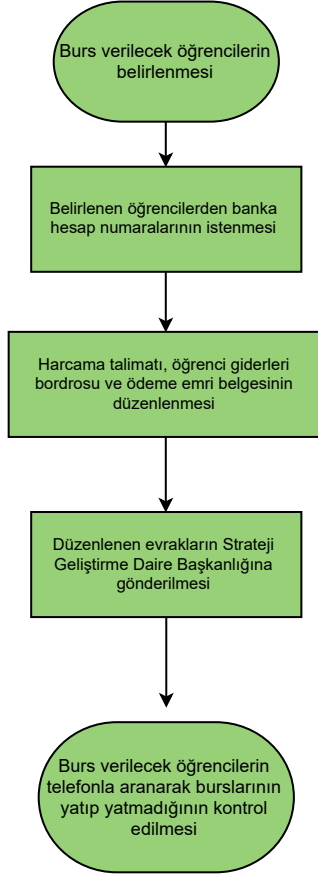 Burs verilecek öğrencilerin
belirlenmesi
Belirlenen öğrencilerden banka
hesap numaralarının istenmesi
Harcama talimatı, öğrenci giderleri
bordrosu ve ödeme emri belgesinin
düzenlenmesi
Düzenlenen evrakların Strateji
Geliştirme Daire Başkanlığına
gönderilmesi
Burs verilecek öğrencilerin
telefonla aranarak burslarının
yatıp yatmadığının kontrol
edilmesi